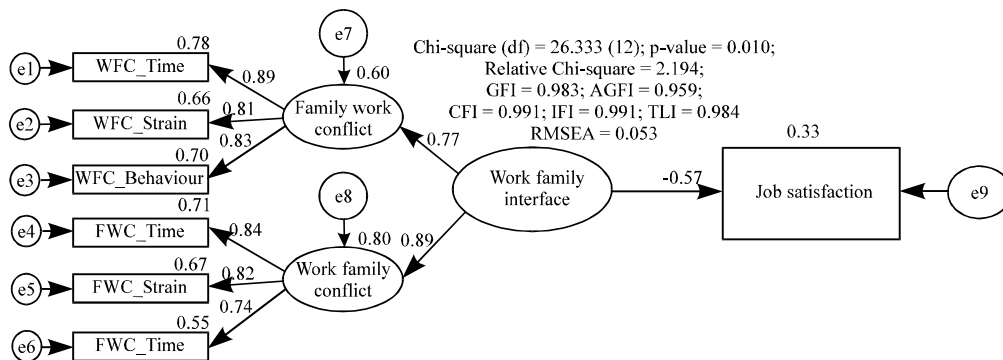 e7
Chi-square (df) = 26.333 (12); p-value = 0.010;
Relative Chi-square = 2.194;
GFI = 0.983; AGFI = 0.959;
CFI = 0.991; IFI = 0.991; TLI = 0.984
RMSEA = 0.053
0.78
e1
WFC_Time
0.89
0.60
0.66
e2
WFC_Strain
0.81
Family work
conflict
0.70
e3
WFC_Behaviour
0.83
0.77
0.33
Work family
interface
-0.57
Job satisfaction
e9
e8
0.71
e4
FWC_Time
0.84
0.80
0.89
0.67
e5
FWC_Strain
0.82
Work family
conflict
0.55
e6
FWC_Time
0.74